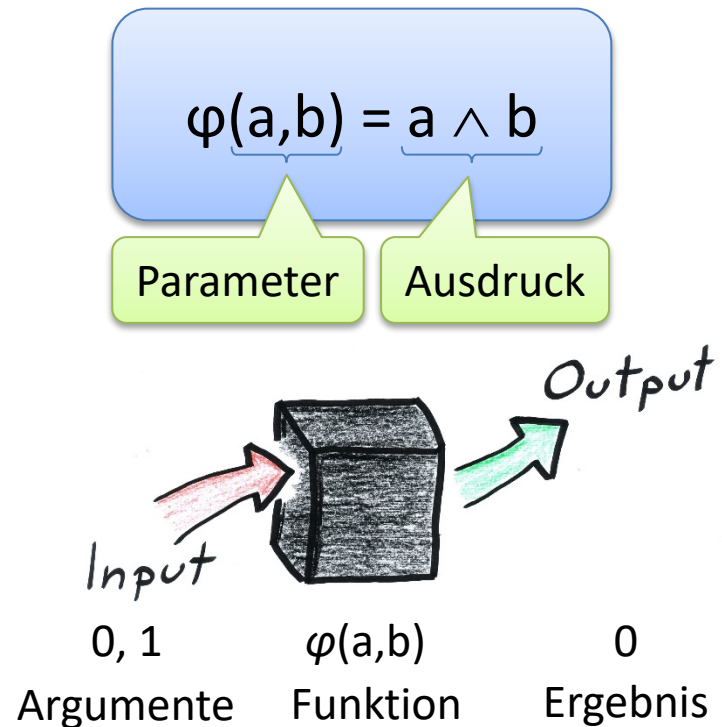 φ(a,b) = a ∧ b
Parameter Ausdruck
Output
Input
0, 1 φ(a,b) 0
Argumente Funktion Ergebnis